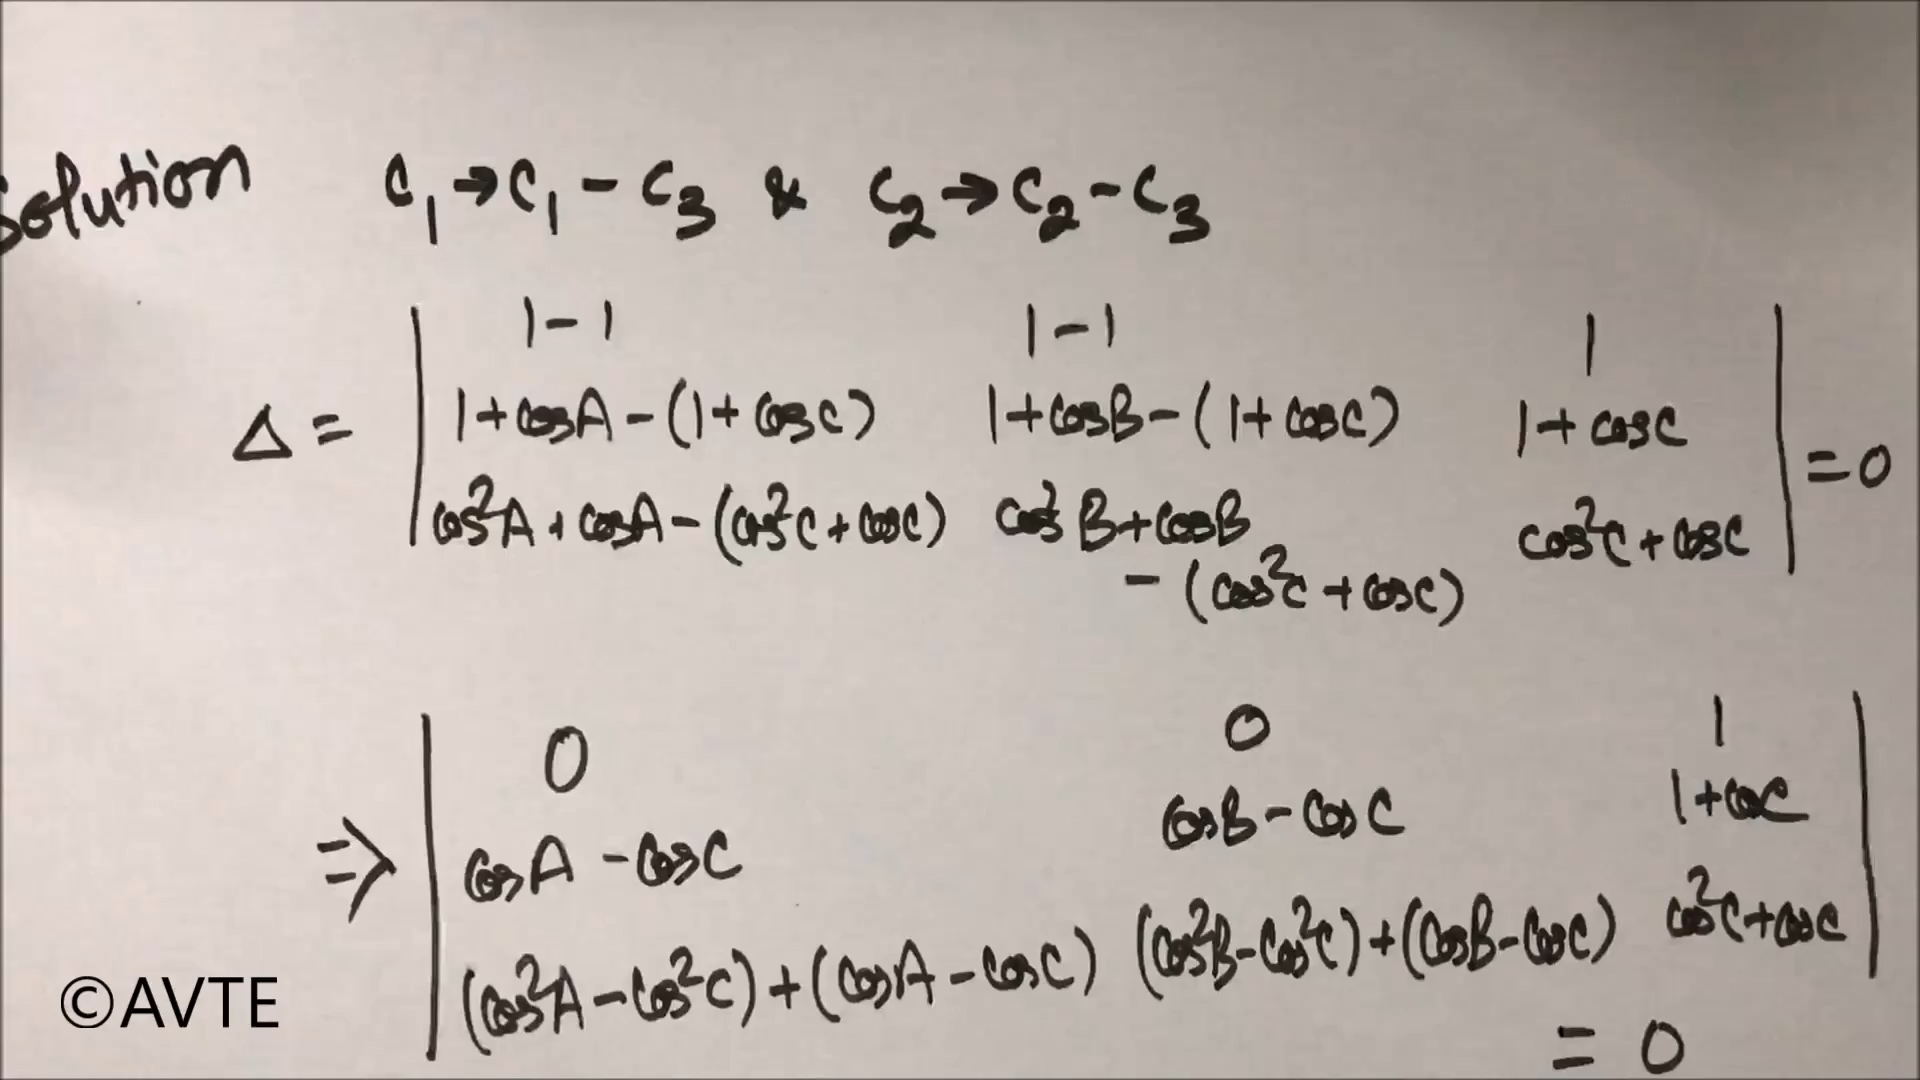 Solution C₁→C₁-C₃ & C₂→C₂-C₃
1-1 1-1 1
Δ= 1+cosA-(1+cosC) 1+cosB-(1+cosC) 1+cosC =0
cos²A+cosA-(cos²C+cosC) cos²B+cosB cos²C+cosC
-(cos²C+cosC)
0 0 1
⇒ cosA-cosC cosB-cosC 1+cosC
(cos²A-cos²C)+(cosA-cosC) (cos²B-cos²C)+(cosB-cosC) cos²C+cosC
= 0
©AVTE